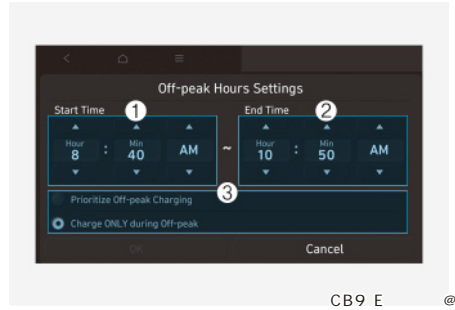 Off-peak Hours Settings
Start Time 1 End Time 2
Hour Min Hour Min
8 : 40 AM ~ 10 : 50 AM
3
Prioritize Off-peak Charging
Charge ONLY during Off-peak
OK Cancel
CB9 E @